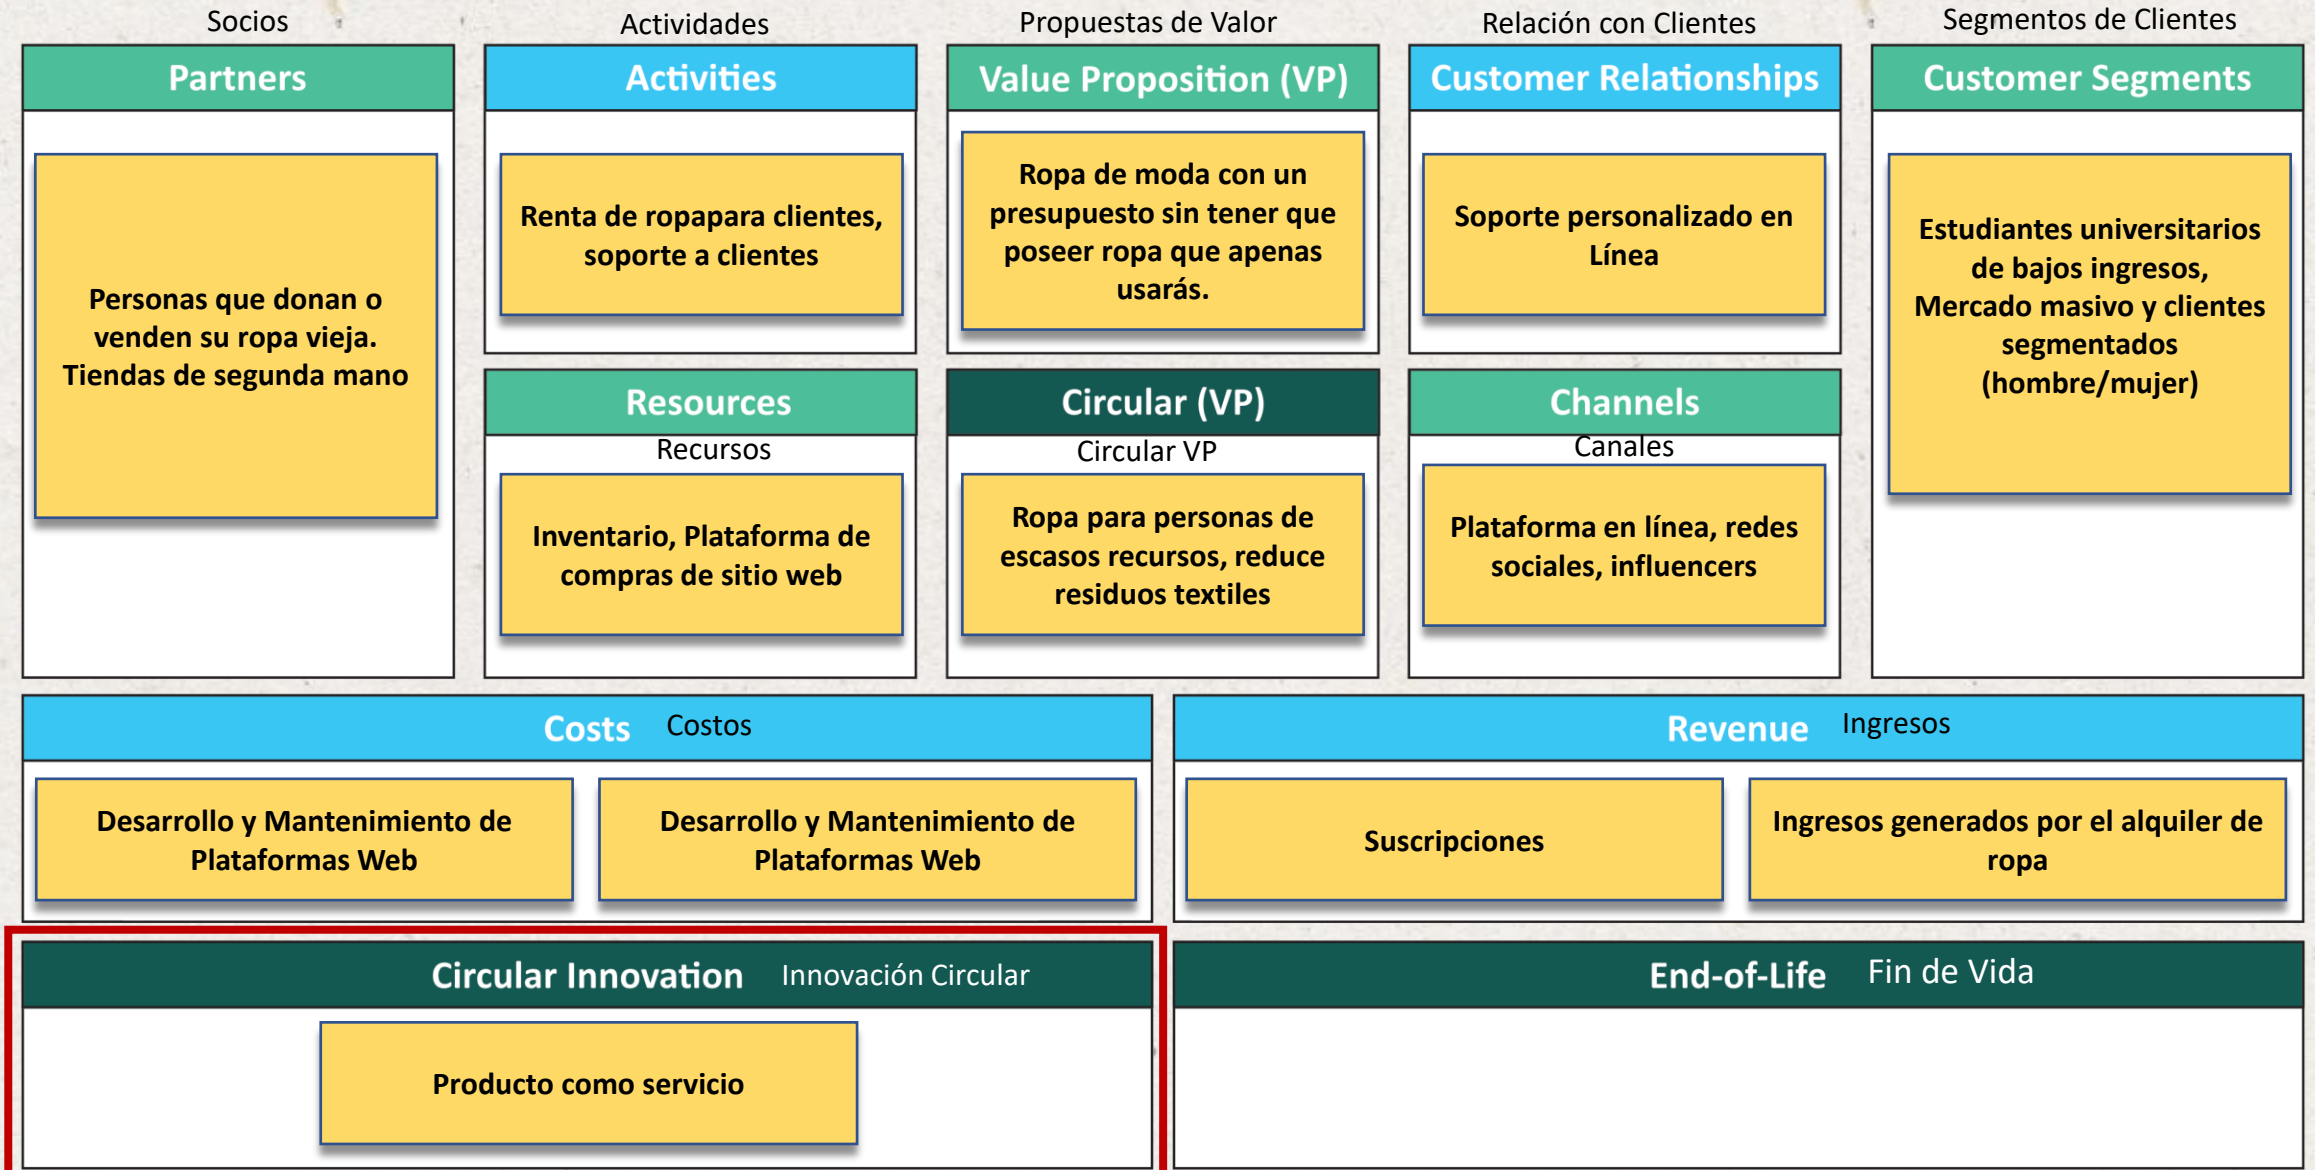 Socios
Partners
Personas que donan o
venden su ropa vieja.
Tiendas de segunda mano
Actividades
Activities
Renta de ropapara clientes,
soporte a clientes
Resources
Recursos
Inventario, Plataforma de
compras de sitio web
Propuestas de Valor
Value Proposition (VP)
Ropa de moda con un
presupuesto sin tener que
poseer ropa que apenas
usarás.
Circular (VP)
Circular VP
Ropa para personas de
escasos recursos, reduce
residuos textiles
Relación con Clientes
Customer Relationships
Soporte personalizado en
Línea
Channels
Canales
Plataforma en línea, redes
sociales, influencers
Segmentos de Clientes
Customer Segments
Estudiantes universitarios
de bajos ingresos,
Mercado masivo y clientes
segmentados
(hombre/mujer)
Costs Costos
Desarrollo y Mantenimiento de
Plataformas Web
Desarrollo y Mantenimiento de
Plataformas Web
Revenue Ingresos
Suscripciones
Ingresos generados por el alquiler de
ropa
Circular Innovation Innovación Circular
Producto como servicio
End-of-Life Fin de Vida